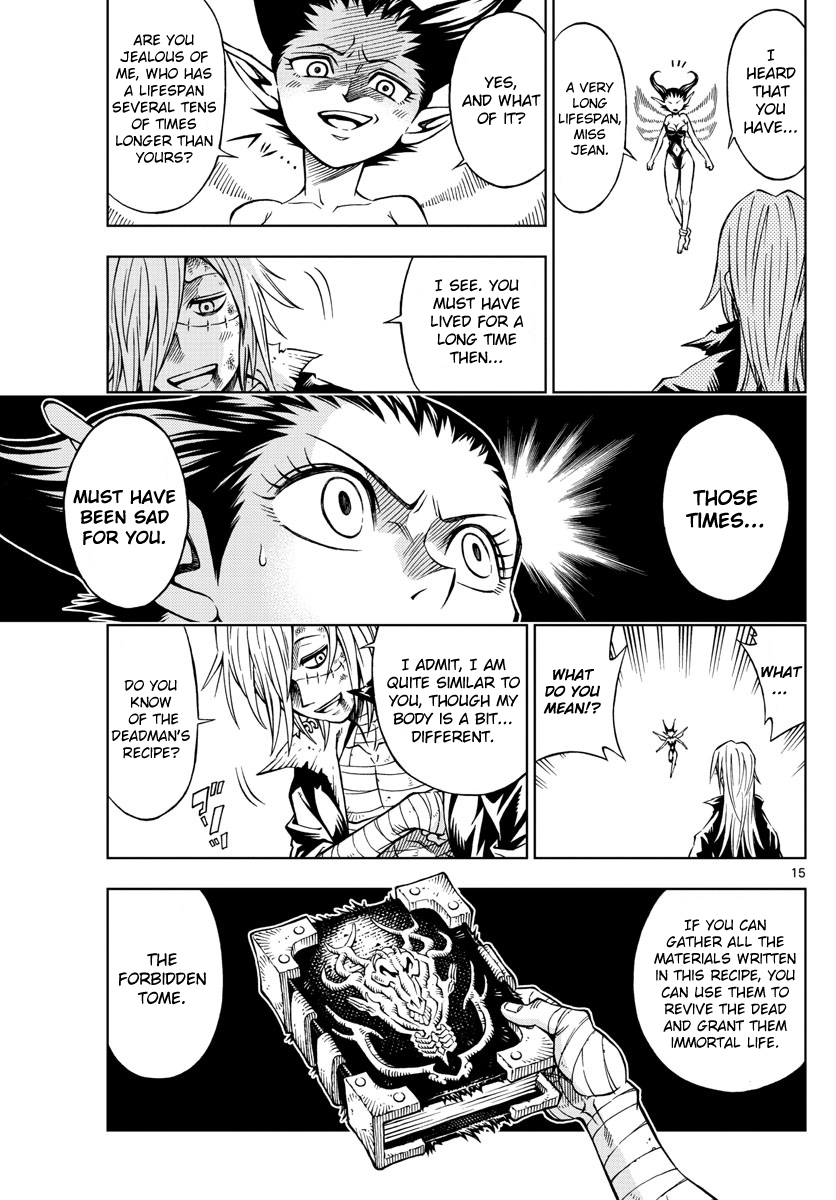 I
HEARD
THAT
YOU
HAVE...
A VERY
LONG
LIFESPAN,
MISS
JEAN.
YES,
AND WHAT
OF IT?
ARE YOU
JEALOUS OF
ME, WHO HAS
A LIFESPAN
SEVERAL TENS
OF TIMES
LONGER THAN
YOURS?
I SEE. YOU
MUST HAVE
LIVED FOR A
LONG TIME
THEN...
THOSE
TIMES...
MUST HAVE
BEEN SAD
FOR YOU.
WHAT
...
WHAT
DO YOU
MEAN!?
I ADMIT, I AM
QUITE SIMILAR TO
YOU, THOUGH MY
BODY IS A BIT...
DIFFERENT.
DO YOU
KNOW
OF THE
DEADMAN'S
RECIPE?
ゴソ
ゴソ
15
IF YOU CAN
GATHER ALL THE
MATERIALS WRITTEN
IN THIS RECIPE, YOU
CAN USE THEM TO
REVIVE THE DEAD
AND GRANT THEM
IMMORTAL LIFE.
THE
FORBIDDEN
TOME.